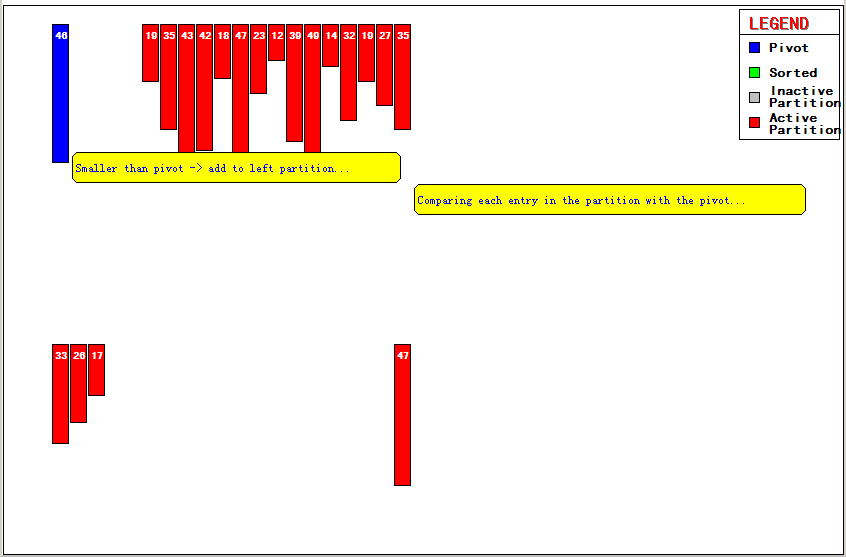 46 19 35 43 42 18 47 23 12 39 49 14 32 19 27 35
LEGEND
Pivot
Sorted
Inactive
Partition
Active
Partition
Smaller than pivot -> add to left partition...
Comparing each entry in the partition with the pivot...
33 26 17 47